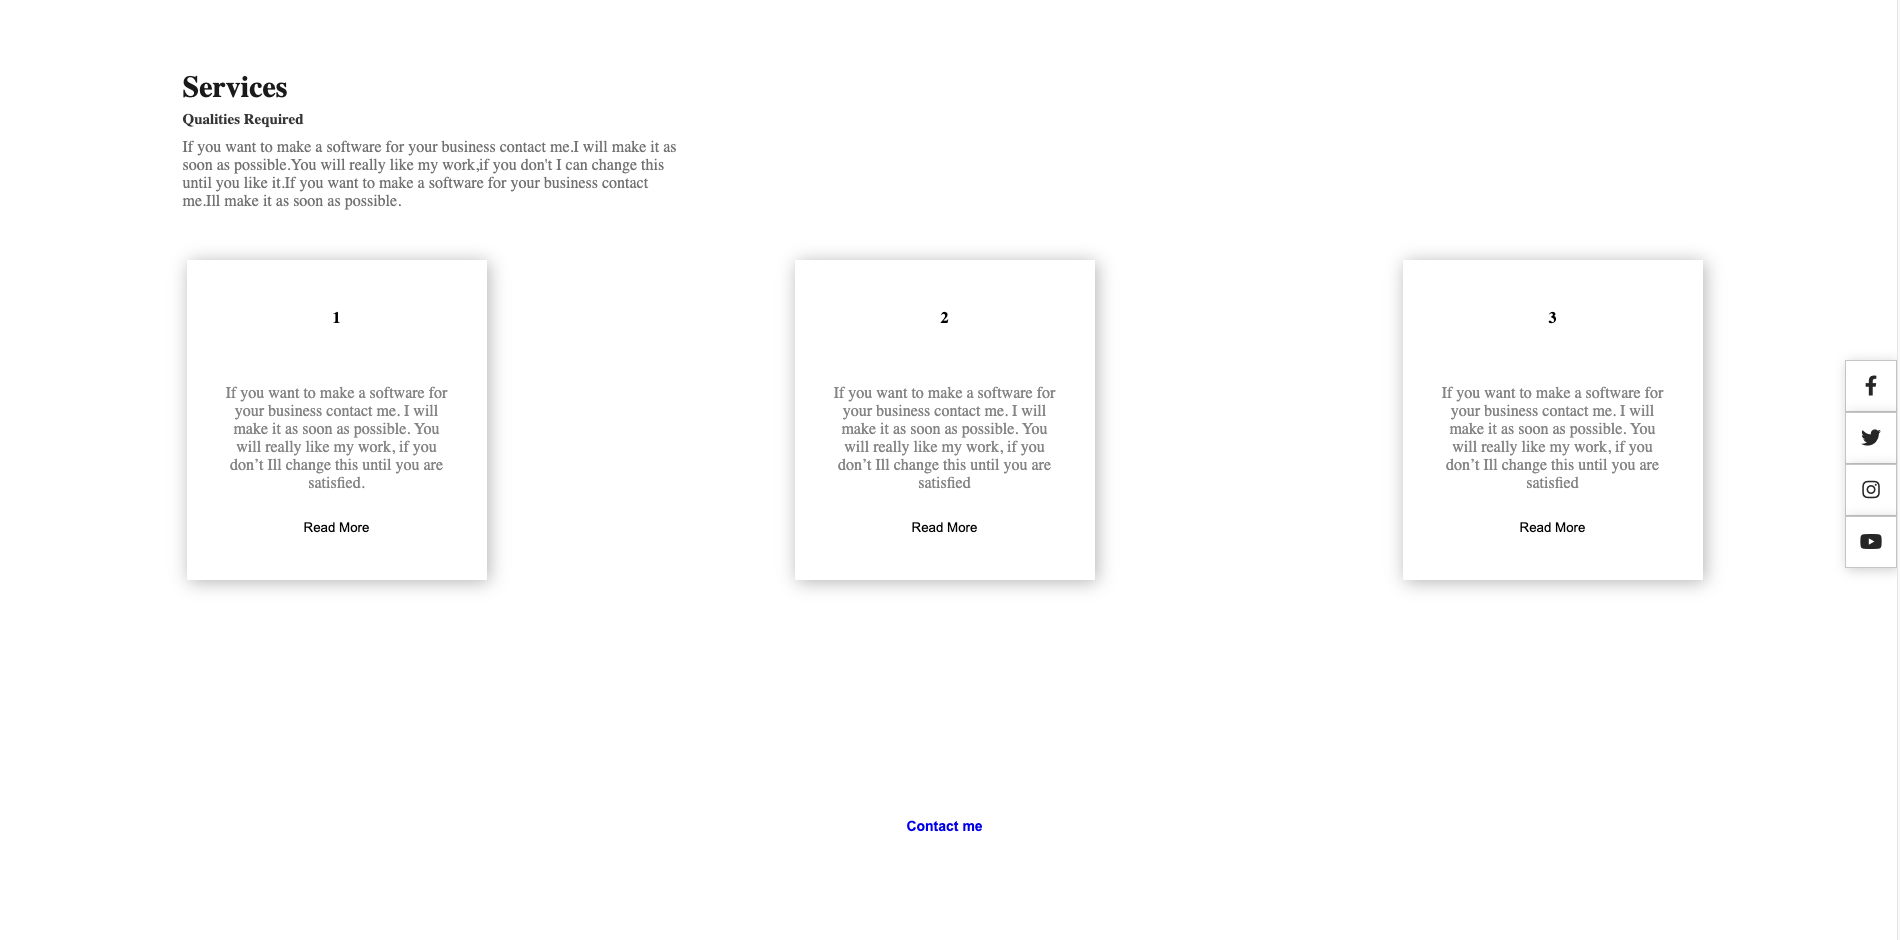 Services
Qualities Required
If you want to make a software for your business contact me.I will make it as
soon as possible.You will really like my work,if you don't I can change this
until you like it.If you want to make a software for your business contact
me.Ill make it as soon as possible.
1
If you want to make a software for
your business contact me. I will
make it as soon as possible. You
will really like my work, if you
don’t Ill change this until you are
satisfied.
Read More
2
If you want to make a software for
your business contact me. I will
make it as soon as possible. You
will really like my work, if you
don’t Ill change this until you are
satisfied
Read More
3
If you want to make a software for
your business contact me. I will
make it as soon as possible. You
will really like my work, if you
don’t Ill change this until you are
satisfied
Read More
Contact me